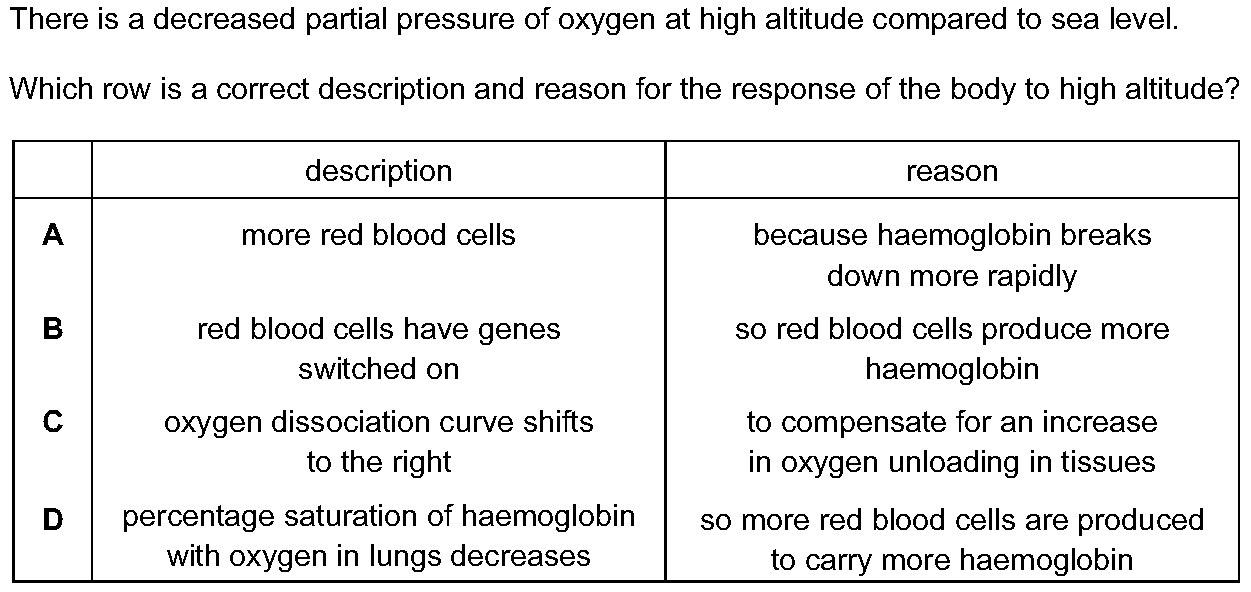 There is a decreased partial pressure of oxygen at high altitude compared to sea level.
Which row is a correct description and reason for the response of the body to high altitude?
description reason
A more red blood cells because haemoglobin breaks
down more rapidly
B red blood cells have genes so red blood cells produce more
switched on haemoglobin
C oxygen dissociation curve shifts to compensate for an increase
to the right in oxygen unloading in tissues
D percentage saturation of haemoglobin so more red blood cells are produced
with oxygen in lungs decreases to carry more haemoglobin